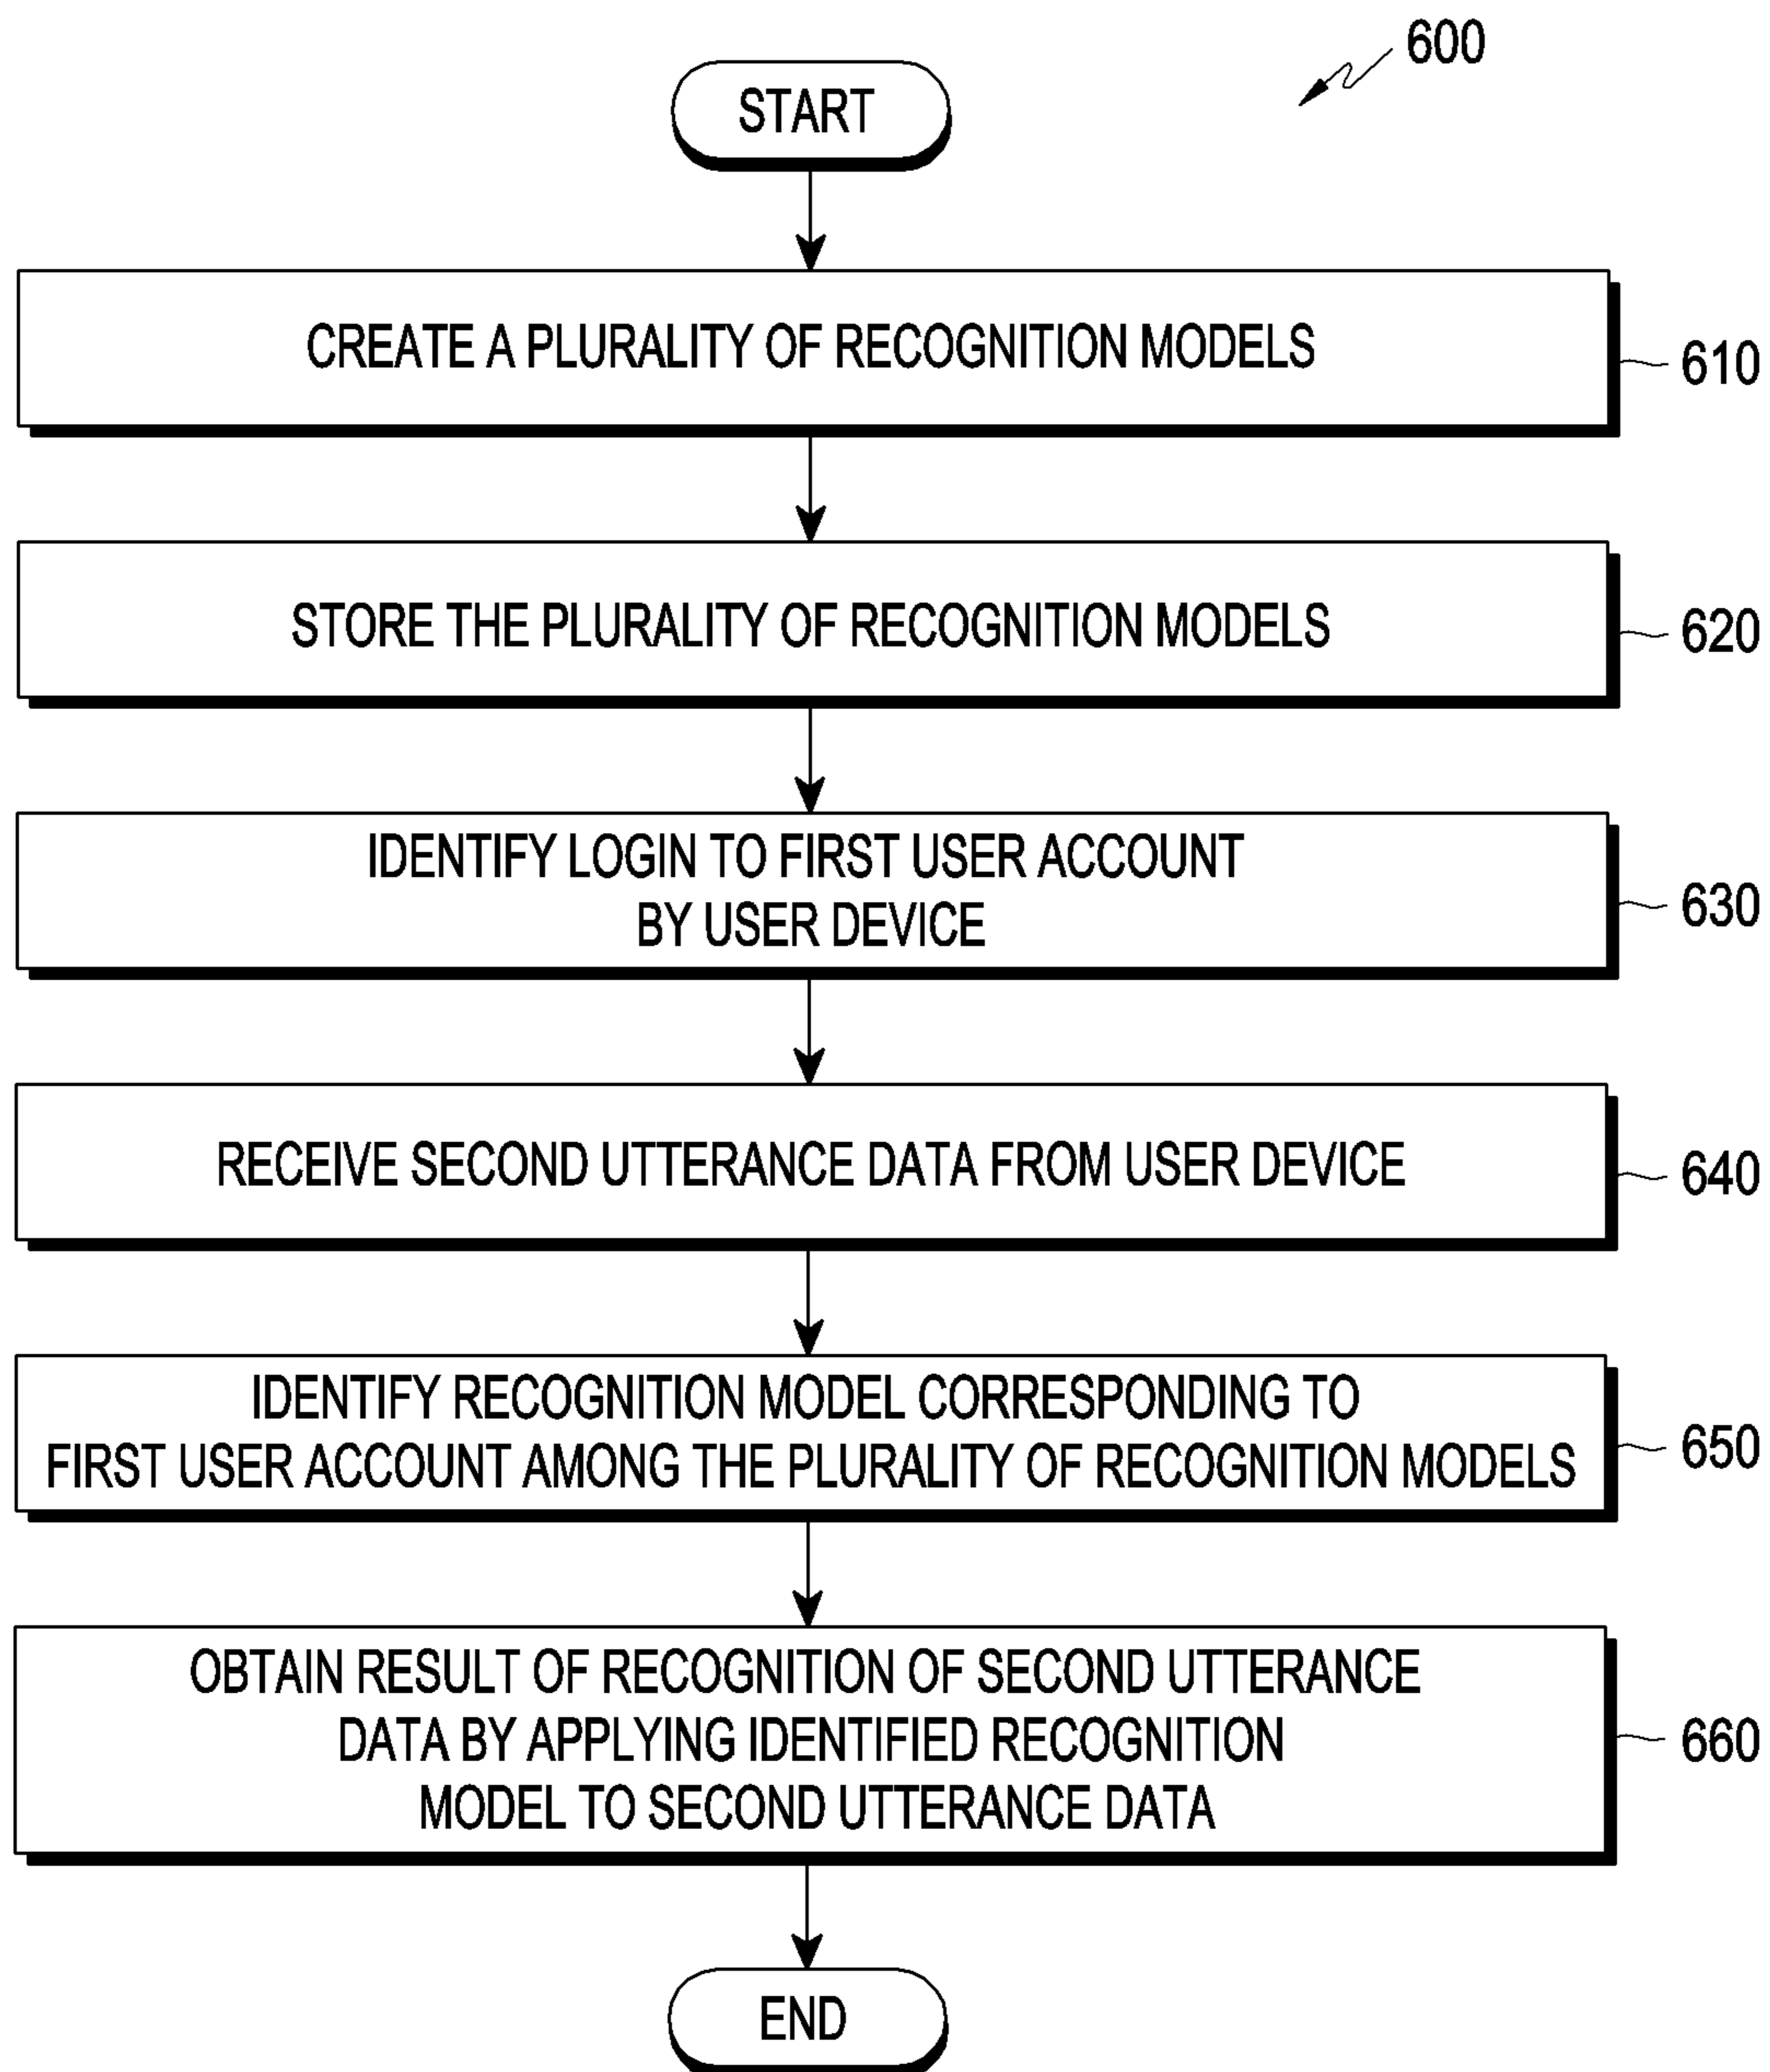 600
START
CREATE A PLURALITY OF RECOGNITION MODELS
610
STORE THE PLURALITY OF RECOGNITION MODELS
620
IDENTIFY LOGIN TO FIRST USER ACCOUNT
BY USER DEVICE
630
RECEIVE SECOND UTTERANCE DATA FROM USER DEVICE
640
IDENTIFY RECOGNITION MODEL CORRESPONDING TO
FIRST USER ACCOUNT AMONG THE PLURALITY OF RECOGNITION MODELS
650
OBTAIN RESULT OF RECOGNITION OF SECOND UTTERANCE
DATA BY APPLYING IDENTIFIED RECOGNITION
MODEL TO SECOND UTTERANCE DATA
660
END